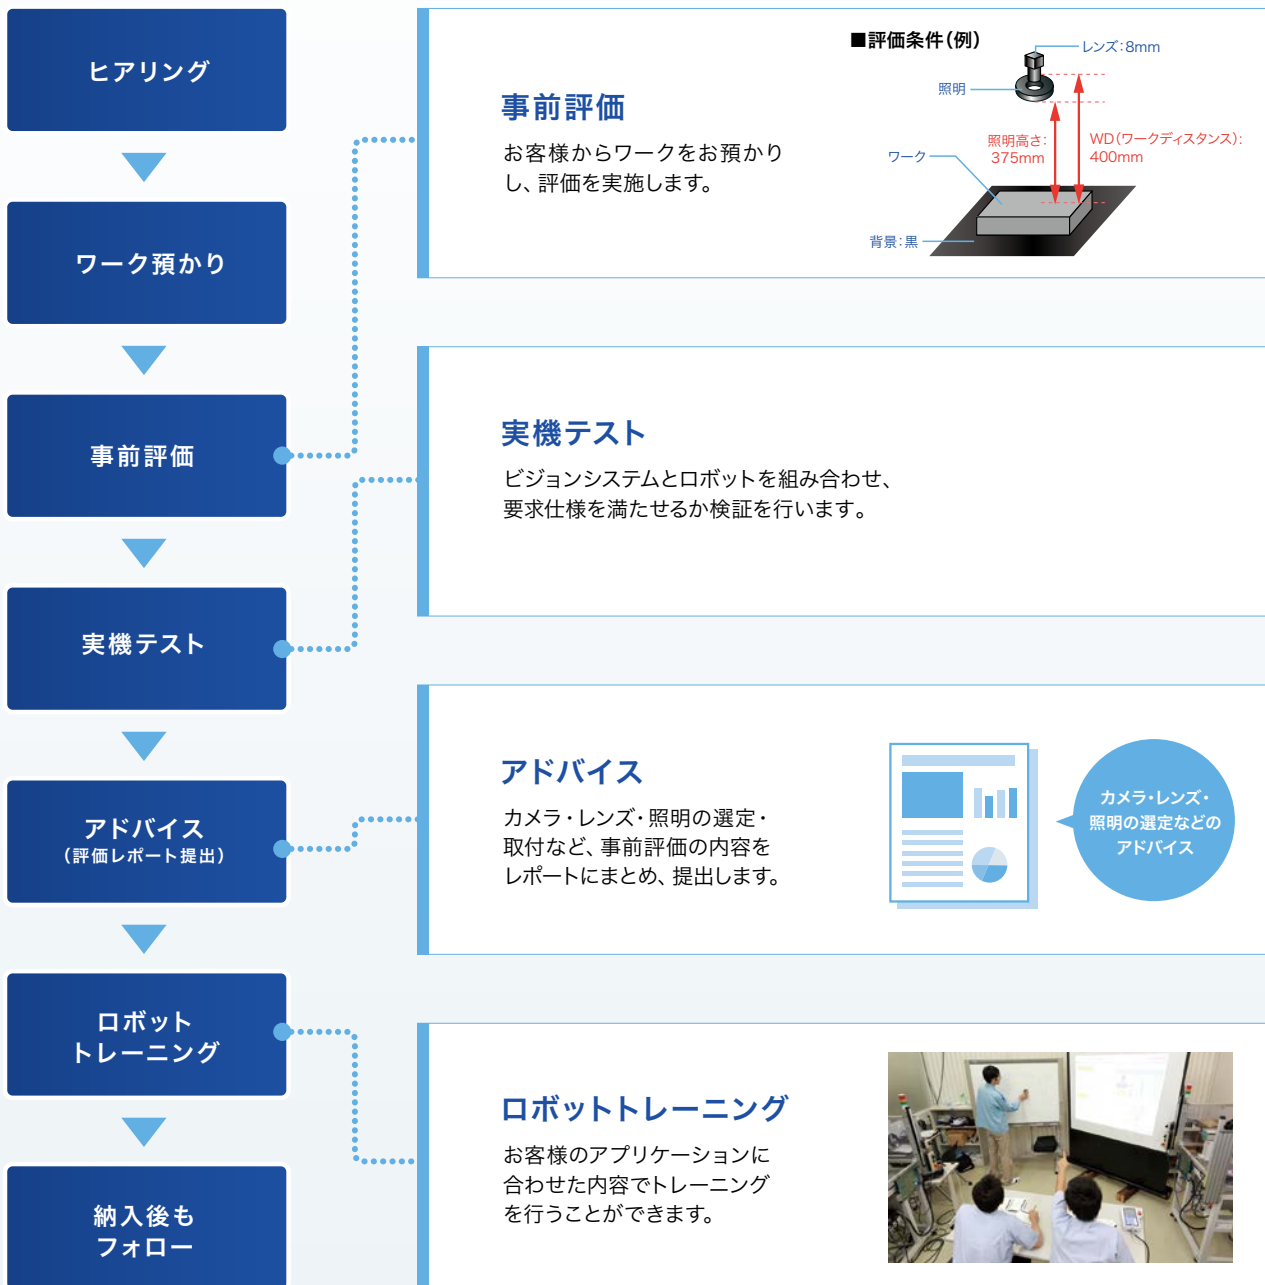 ヒアリング
ワーク預かり
事前評価
実機テスト
アドバイス
（評価レポート提出）
ロボット
トレーニング
納入後も
フォロー
事前評価
お客様からワークをお預かり
し、評価を実施します。
■評価条件（例）
レンズ：8mm
照明
照明高さ：
375mm
WD（ワークディスタンス）：
400mm
ワーク
背景：黒
実機テスト
ビジョンシステムとロボットを組み合わせ、
要求仕様を満たせるか検証を行います。
アドバイス
カメラ・レンズ・照明の選定・
取付など、事前評価の内容を
レポートにまとめ、提出します。
カメラ・レンズ・
照明の選定などの
アドバイス
ロボットトレーニング
お客様のアプリケーションに
合わせた内容でトレーニング
を行うことができます。